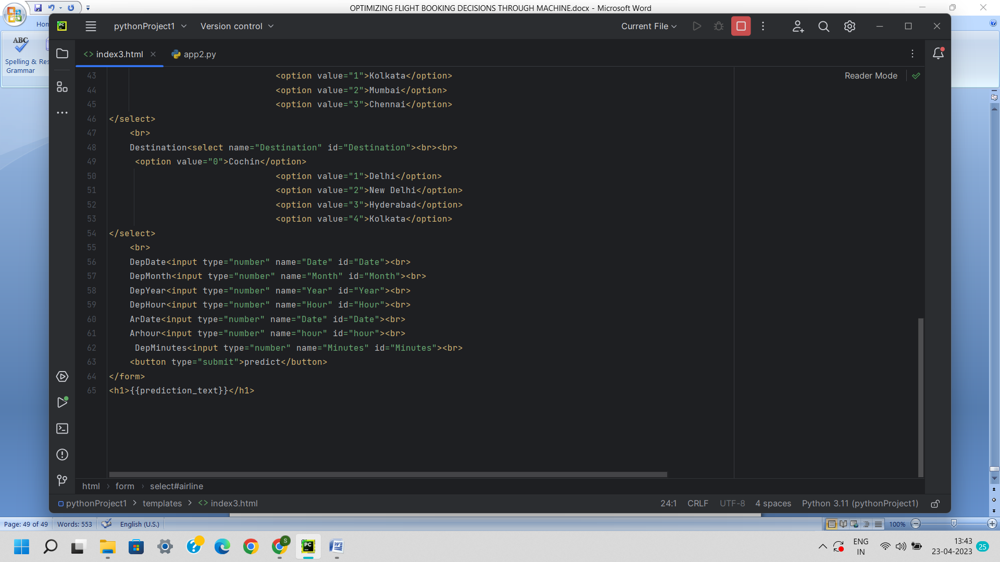 OPTIMIZING FLIGHT BOOKING DECISIONS THROUGH MACHINE.docx - Microsoft Word
Hon
pythonProject1
Version control
Current File
ABC
Spelling & Res
Grammar
index3.html
app2.py
Reader Mode
43 <option value="1">Kolkata</option>
44 <option value="2">Mumbai</option>
45 <option value="3">Chennai</option>
46 </select>
47 <br>
48 Destination<select name="Destination" id="Destination"><br><br>
49 <option value="0">Cochin</option>
50 <option value="1">Delhi</option>
51 <option value="2">New Delhi</option>
52 <option value="3">Hyderabad</option>
53 <option value="4">Kolkata</option>
54 </select>
55 <br>
56 DepDate<input type="number" name="Date" id="Date"><br>
57 DepMonth<input type="number" name="Month" id="Month"><br>
58 DepYear<input type="number" name="Year" id="Year"><br>
59 DepHour<input type="number" name="Hour" id="Hour"><br>
60 ArDate<input type="number" name="Date" id="Date"><br>
61 Arhour<input type="number" name="hour" id="hour"><br>
62 DepMinutes<input type="number" name="Minutes" id="Minutes"><br>
63 <button type="submit">predict</button>
64 </form>
65 <h1>{{prediction_text}}</h1>
html › form › select#airline
pythonProject1 > templates > <> index3.html
24:1 CRLF UTF-8 4 spaces Python 3.11 (pythonProject1)
Page: 49 of 49 Words: 553 English (U.S.) 100%
ENG
IN
13:43
23-04-2023
25